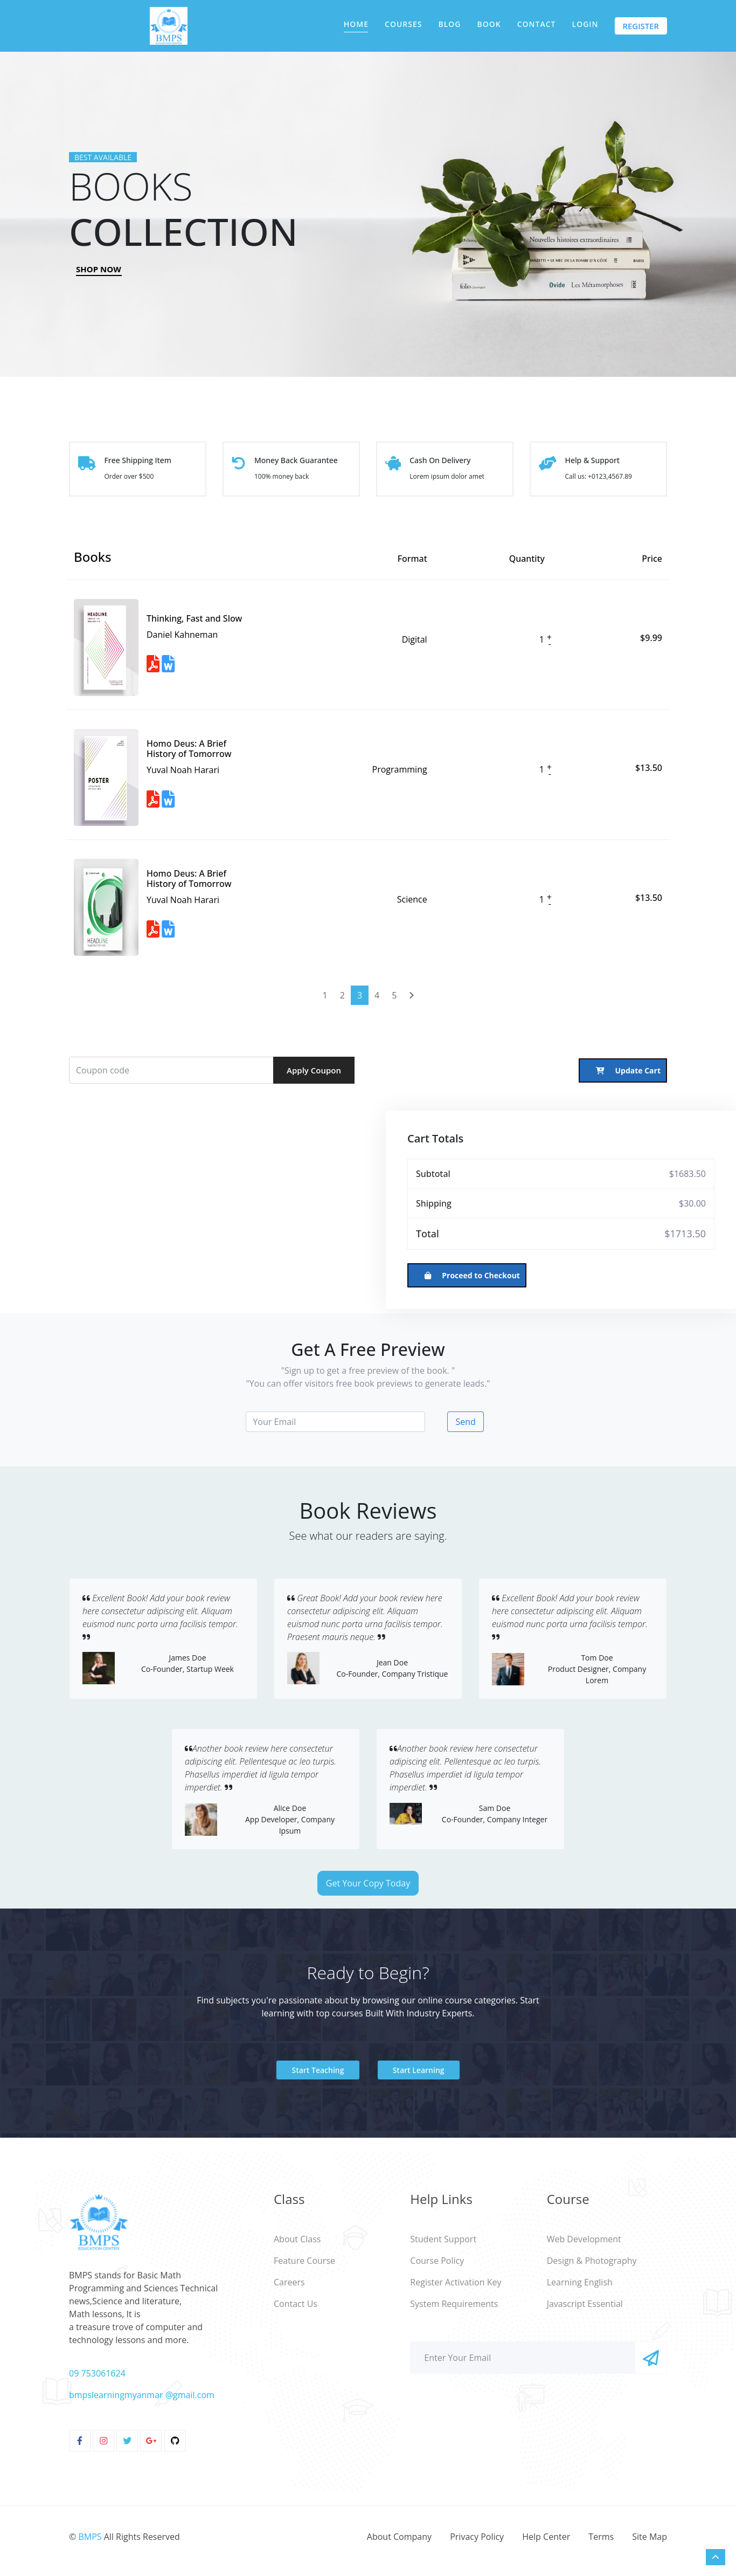 BMPS
HOME COURSES BLOG BOOK CONTACT LOGIN REGISTER
BEST AVAILABLE
BOOKS
COLLECTION
SHOP NOW
Nouvelles histoires extraordinaires
folio
Ovide Les Métamorphoses
Free Shipping Item
Order over $500
Money Back Guarantee
100% money back
Cash On Delivery
Lorem ipsum dolor amet
Help & Support
Call us: +0123,4567.89
Books Format Quantity Price
HEADLINE
Thinking, Fast and Slow
Daniel Kahneman
Digital
1 + -
$9.99
POSTER
Homo Deus: A Brief
History of Tomorrow
Yuval Noah Harari
Programming
1 + -
$13.50
HEADLINE
Homo Deus: A Brief
History of Tomorrow
Yuval Noah Harari
Science
1 + -
$13.50
1 2 3 4 5
Coupon code
Apply Coupon
Update Cart
Cart Totals
Subtotal $1683.50
Shipping $30.00
Total $1713.50
Proceed to Checkout
Get A Free Preview
"Sign up to get a free preview of the book. "
"You can offer visitors free book previews to generate leads."
Your Email
Send
Book Reviews
See what our readers are saying.
Excellent Book! Add your book review
here consectetur adipiscing elit. Aliquam
euismod nunc porta urna facilisis tempor.
James Doe
Co-Founder, Startup Week
Great Book! Add your book review here
consectetur adipiscing elit. Aliquam
euismod nunc porta urna facilisis tempor.
Praesent mauris neque.
Jean Doe
Co-Founder, Company Tristique
Excellent Book! Add your book review
here consectetur adipiscing elit. Aliquam
euismod nunc porta urna facilisis tempor.
Tom Doe
Product Designer, Company
Lorem
Another book review here consectetur
adipiscing elit. Pellentesque ac leo turpis.
Phasellus imperdiet id ligula tempor
imperdiet.
Alice Doe
App Developer, Company
Ipsum
Another book review here consectetur
adipiscing elit. Pellentesque ac leo turpis.
Phasellus imperdiet id ligula tempor
imperdiet.
Sam Doe
Co-Founder, Company Integer
Get Your Copy Today
Ready to Begin?
Find subjects you're passionate about by browsing our online course categories. Start
learning with top courses Built With Industry Experts.
Start Teaching
Start Learning
BMPS
EDUCATION CENTER
BMPS stands for Basic Math
Programming and Sciences Technical
news,Science and literature,
Math lessons, It is
a treasure trove of computer and
technology lessons and more.
09 753061624
bmpslearningmyanmar @gmail.com
Class
About Class
Feature Course
Careers
Contact Us
Help Links
Student Support
Course Policy
Register Activation Key
System Requirements
Course
Web Development
Design & Photography
Learning English
Javascript Essential
Enter Your Email
© BMPS All Rights Reserved
About Company Privacy Policy Help Center Terms Site Map